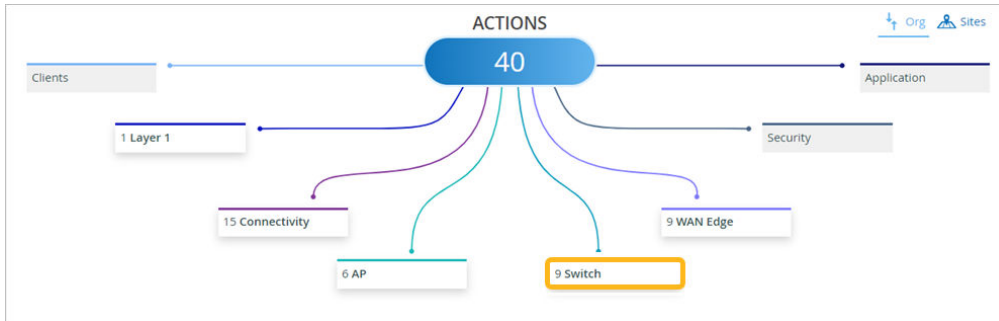 ACTIONS
Org Sites
40
Clients
Application
1 Layer 1
Security
15 Connectivity
9 WAN Edge
6 AP
9 Switch